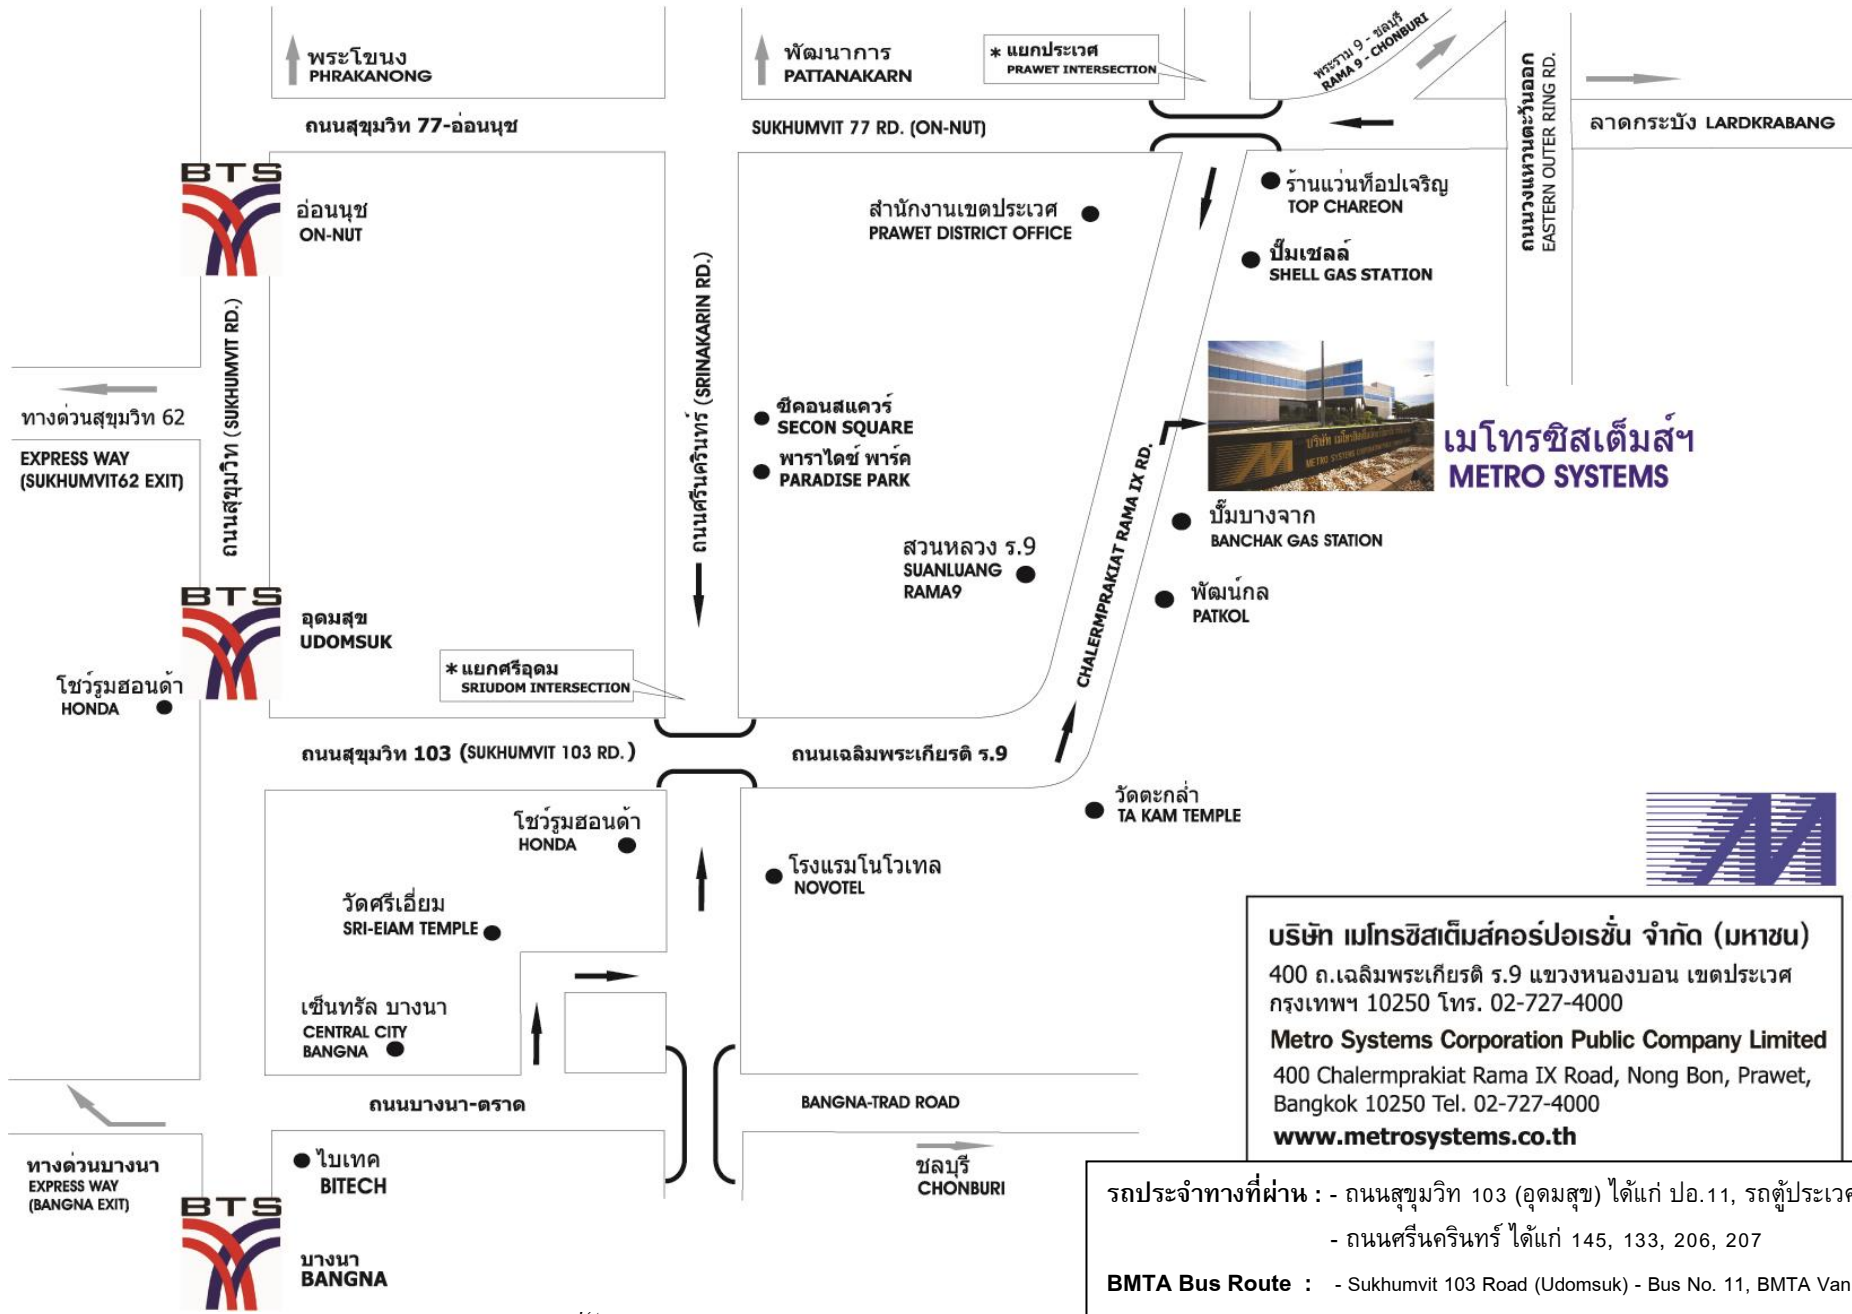 พระโขนง
PHRAKANONG
พัฒนาการ
PATTANAKARN
* แยกประเวศ
PRAWET INTERSECTION
พระราม 9 - ชลบุรี
RAMA 9 - CHONBURI
ถนนวงแหวนตะวันออก
EASTERN OUTER RING RD.
ถนนสุขุมวิท 77-อ่อนนุช
SUKHUMVIT 77 RD. (ON-NUT)
ลาดกระบัง LARDKRABANG
BTS
อ่อนนุช
ON-NUT
สำนักงานเขตประเวศ
PRAWET DISTRICT OFFICE
ร้านแว่นท็อปเจริญ
TOP CHAREON
ปั๊มเชลล์
SHELL GAS STATION
ถนนสุขุมวิท (SUKHUMVIT RD.)
ถนนศรีนครินทร์ (SRINAKARIN RD.)
ทางด่วนสุขุมวิท 62
EXPRESS WAY
(SUKHUMVIT62 EXIT)
ซีคอนสแควร์
SECON SQUARE
พาราไดซ์ พาร์ค
PARADISE PARK
CHALERMPRAKIAT RAMA IX RD.
เมโทรซิสเต็มส์ฯ
METRO SYSTEMS
ปั๊มบางจาก
BANCHAK GAS STATION
สวนหลวง ร.9
SUANLUANG
RAMA9
พัฒน์กล
PATKOL
BTS
อุดมสุข
UDOMSUK
* แยกศรีอุดม
SRIUDOM INTERSECTION
โชว์รูมฮอนด้า
HONDA
ถนนสุขุมวิท 103 (SUKHUMVIT 103 RD.)
ถนนเฉลิมพระเกียรติ ร.9
วัดตะกล่ำ
TA KAM TEMPLE
โชว์รูมฮอนด้า
HONDA
โรงแรมโนโวเทล
NOVOTEL
วัดศรีเอี่ยม
SRI-EIAM TEMPLE
เซ็นทรัล บางนา
CENTRAL CITY
BANGNA
ถนนบางนา-ตราด
BANGNA-TRAD ROAD
ทางด่วนบางนา
EXPRESS WAY
(BANGNA EXIT)
ไบเทค
BITECH
ชลบุรี
CHONBURI
BTS
บางนา
BANGNA
บริษัท เมโทรซิสเต็มส์คอร์ปอเรชั่น จำกัด (มหาชน)
400 ถ.เฉลิมพระเกียรติ ร.9 แขวงหนองบอน เขตประเวศ
กรุงเทพฯ 10250 โทร. 02-727-4000
Metro Systems Corporation Public Company Limited
400 Chalermprakiat Rama IX Road, Nong Bon, Prawet,
Bangkok 10250 Tel. 02-727-4000
www.metrosystems.co.th
รถประจำทางที่ผ่าน : - ถนนสุขุมวิท 103 (อุดมสุข) ได้แก่ ปอ.11, รถตู้ประเวศ
- ถนนศรีนครินทร์ ได้แก่ 145, 133, 206, 207
BMTA Bus Route : - Sukhumvit 103 Road (Udomsuk) - Bus No. 11, BMTA Van